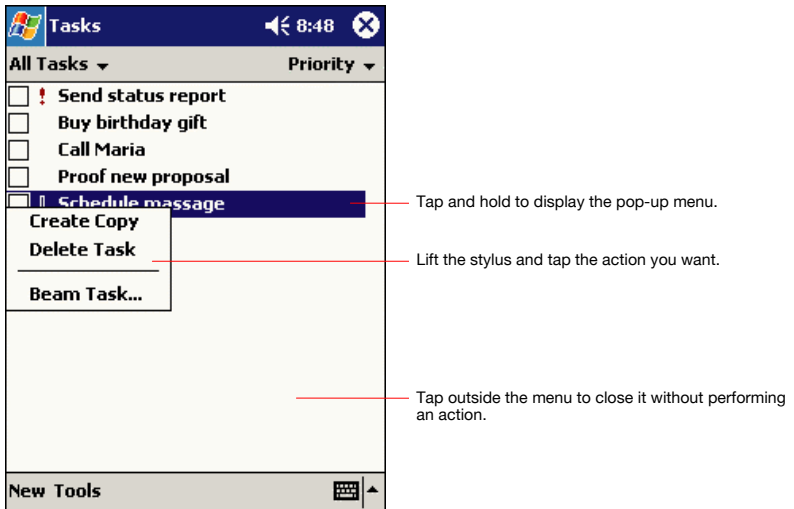 Tasks 8:48
All Tasks Priority
! Send status report
Buy birthday gift
Call Maria
Proof new proposal
Schedule massage
Tap and hold to display the pop-up menu.
Create Copy
Delete Task
Lift the stylus and tap the action you want.
Beam Task...
Tap outside the menu to close it without performing
an action.
New Tools